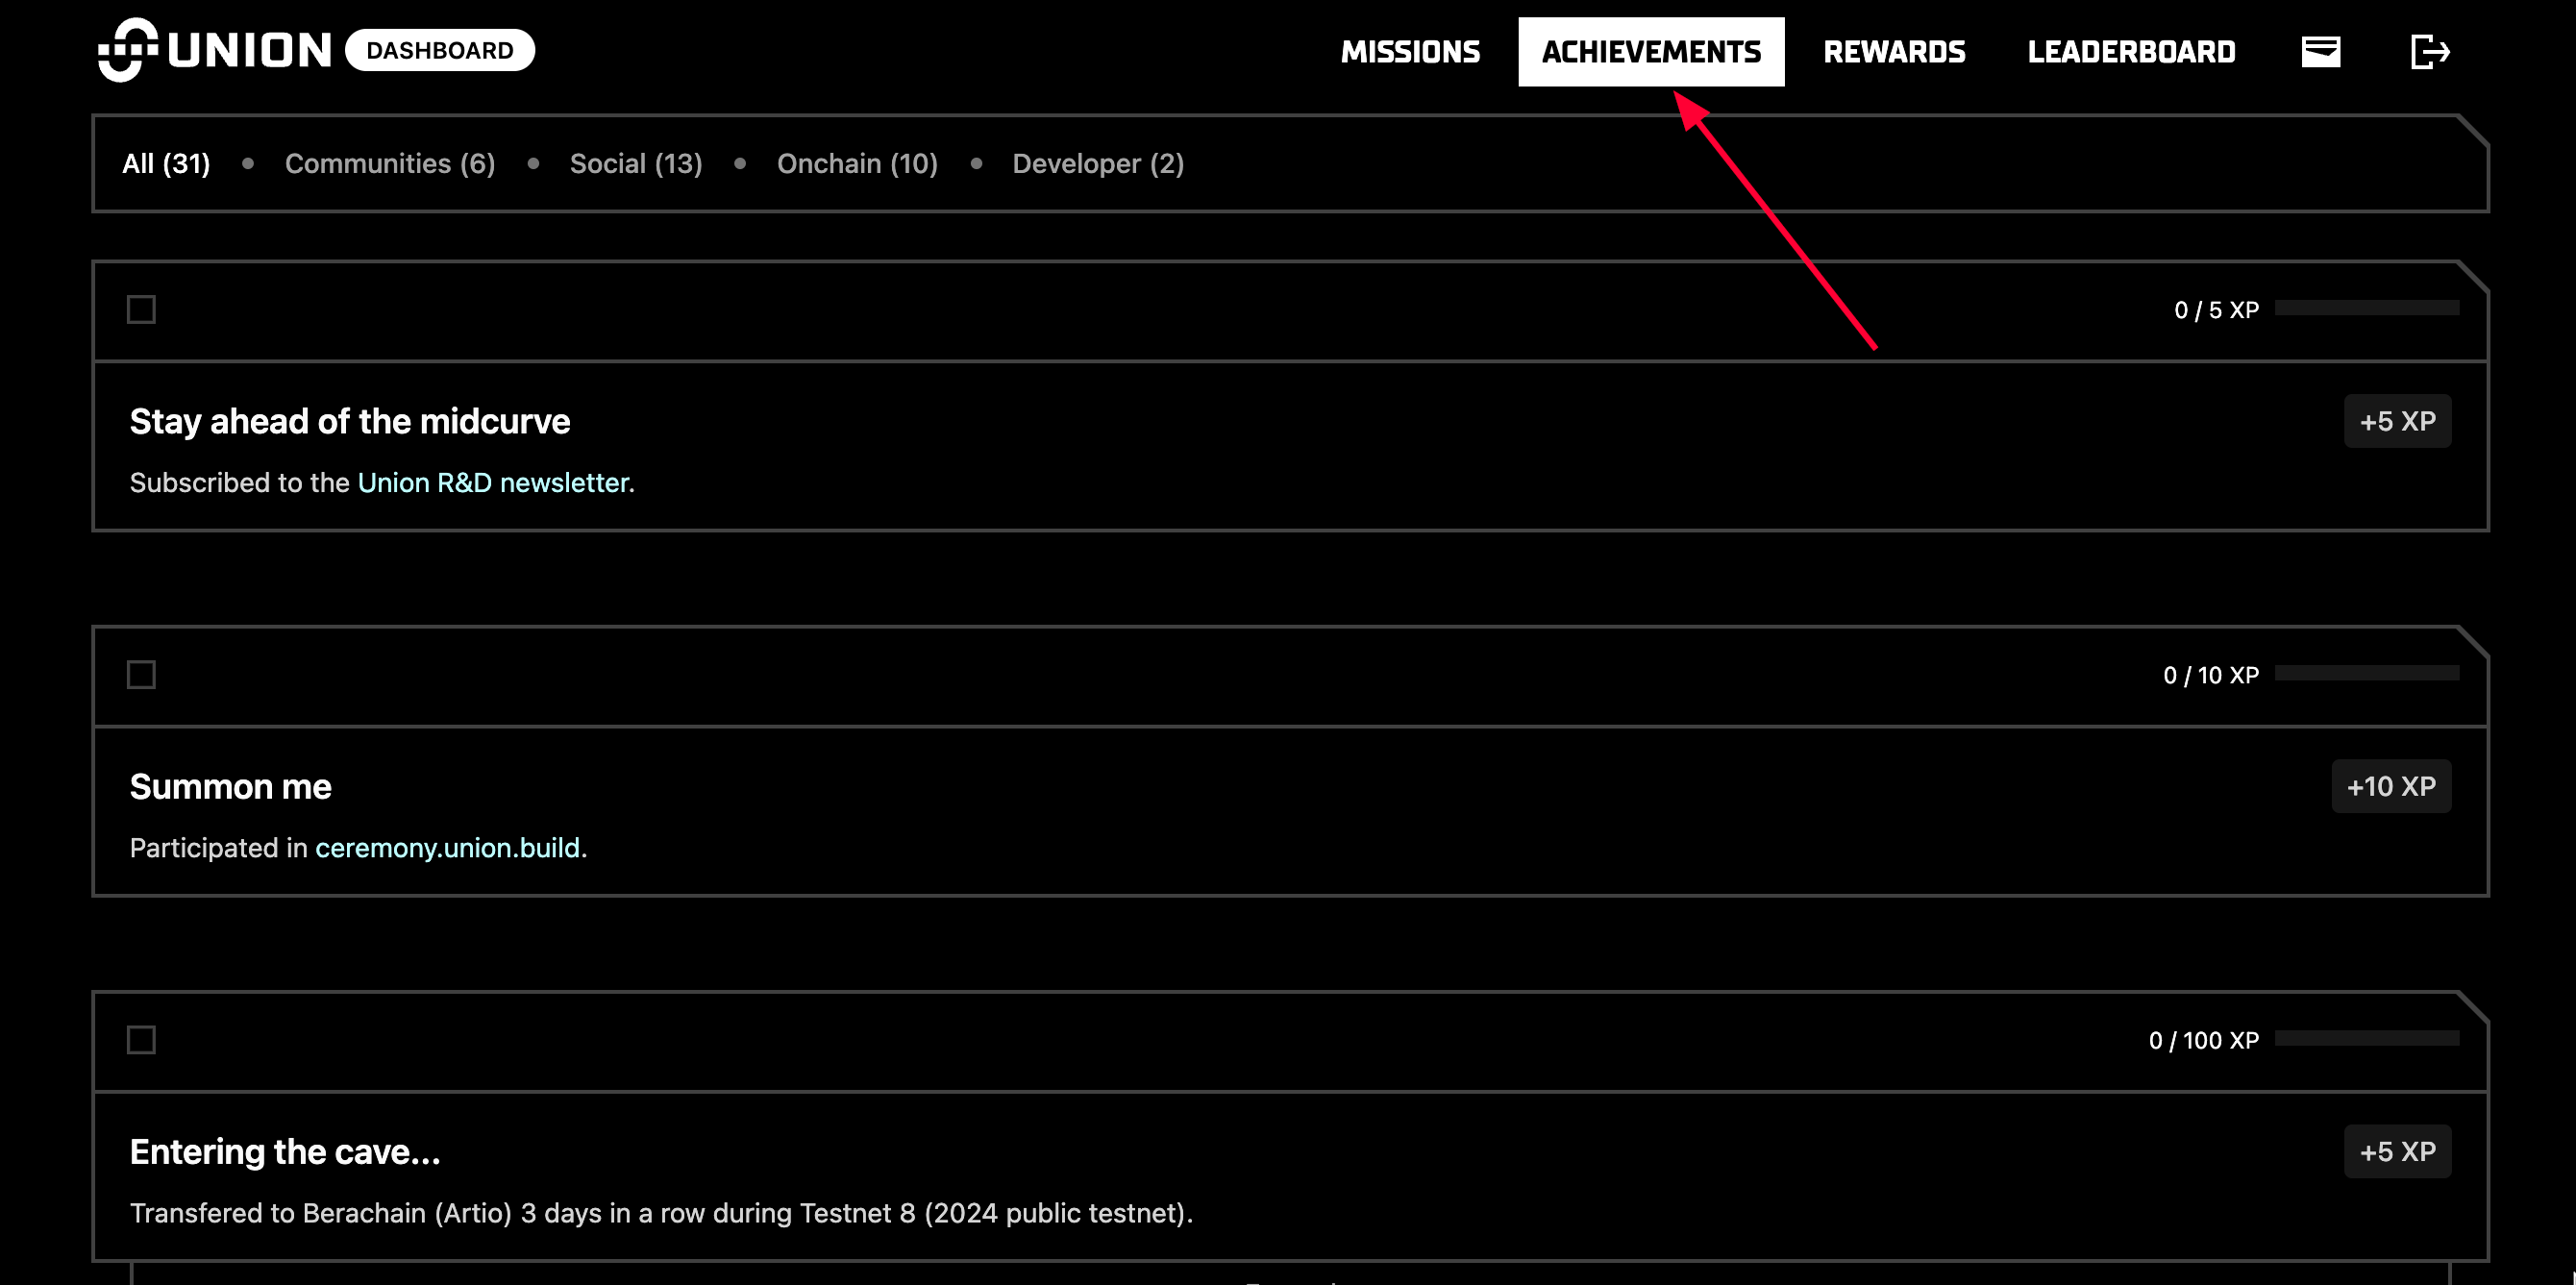 UNION DASHBOARD MISSIONS ACHIEVEMENTS REWARDS LEADERBOARD
All (31) • Communities (6) • Social (13) • Onchain (10) • Developer (2)
0 / 5 XP
Stay ahead of the midcurve +5 XP
Subscribed to the Union R&D newsletter.
0 / 10 XP
Summon me +10 XP
Participated in ceremony.union.build.
0 / 100 XP
Entering the cave... +5 XP
Transfered to Berachain (Artio) 3 days in a row during Testnet 8 (2024 public testnet).